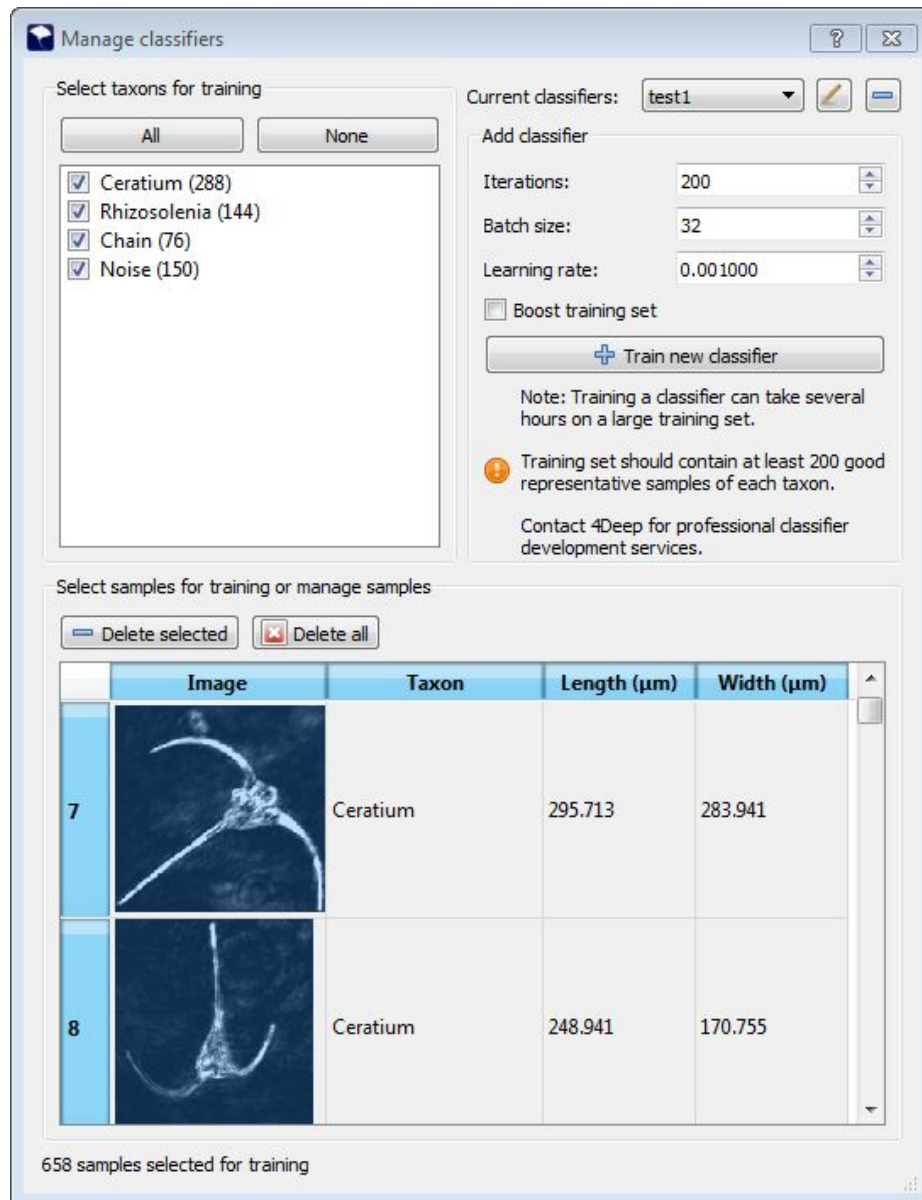 Manage classifiers
Select taxons for training
All
None
Ceratium (288)
Rhizosolenia (144)
Chain (76)
Noise (150)
Current classifiers:
test1
Add classifier
Iterations:
200
Batch size:
32
Learning rate:
0.001000
Boost training set
Train new classifier
Note: Training a classifier can take several
hours on a large training set.
Training set should contain at least 200 good
representative samples of each taxon.
Contact 4Deep for professional classifier
development services.
Select samples for training or manage samples
Delete selected
Delete all
Image Taxon Length (µm) Width (µm)
7 Ceratium 295.713 283.941
8 Ceratium 248.941 170.755
658 samples selected for training